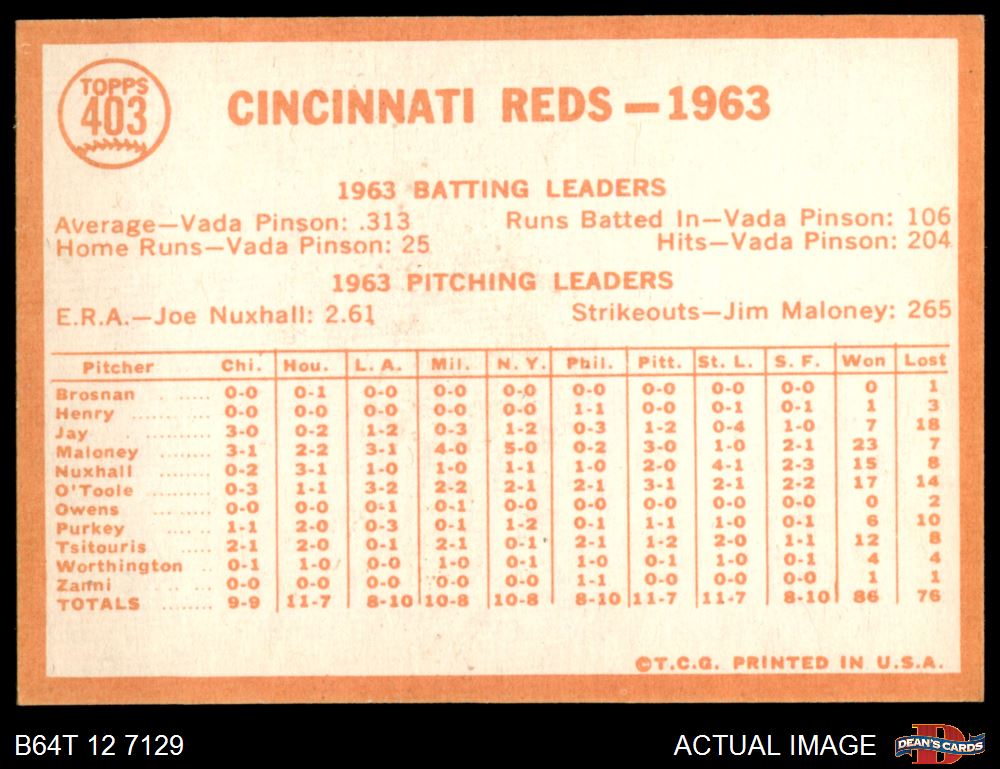 TOPPS
403
CINCINNATI REDS — 1963
1963 BATTING LEADERS
Average—Vada Pinson: .313 Runs Batted In—Vada Pinson: 106
Home Runs—Vada Pinson: 25 Hits—Vada Pinson: 204
1963 PITCHING LEADERS
E.R.A.—Joe Nuxhall: 2.61 Strikeouts—Jim Maloney: 265
Pitcher Chi. Hou. L. A. Mil. N. Y. Phil. Pitt. St. L. S. F. Won Lost
Brosnan ........ 0-0 0-1 0-0 0-0 0-0 0-0 0-0 0-0 0-0 0 1
Henry ........ 0-0 0-0 0-0 0-0 0-0 1-1 0-0 0-1 0-1 1 3
Jay ........ 3-0 0-2 1-2 0-3 1-2 0-3 1-2 0-4 1-0 7 18
Maloney ........ 3-1 2-2 3-1 4-0 5-0 0-2 3-0 1-0 2-1 23 7
Nuxhall ........ 0-2 3-1 1-0 1-0 1-1 1-0 2-0 4-1 2-3 15 8
O'Toole ........ 0-3 1-1 3-2 2-2 2-1 2-1 3-1 2-1 2-2 17 14
Owens ........ 0-0 0-0 0-1 0-1 0-0 0-0 0-0 0-0 0-0 0 2
Purkey ..... 1-1 2-0 0-3 0-1 1-2 0-1 1-1 1-0 0-1 6 10
Tsitouris ..... 2-1 2-0 0-1 2-1 0-1 2-1 1-2 2-0 1-1 12 8
Worthington .. 0-1 1-0 0-0 1-0 0-1 1-0 0-1 1-0 0-1 4 4
Zanni ........ 0-0 0-0 0-0 0-0 0-0 1-1 0-0 0-0 0-0 1 1
TOTALS ........ 9-9 11-7 8-10 10-8 10-8 8-10 11-7 11-7 8-10 86 76
©T.C.G. PRINTED IN U.S.A.
B64T 12 7129 ACTUAL IMAGE DEAN'S CARDS